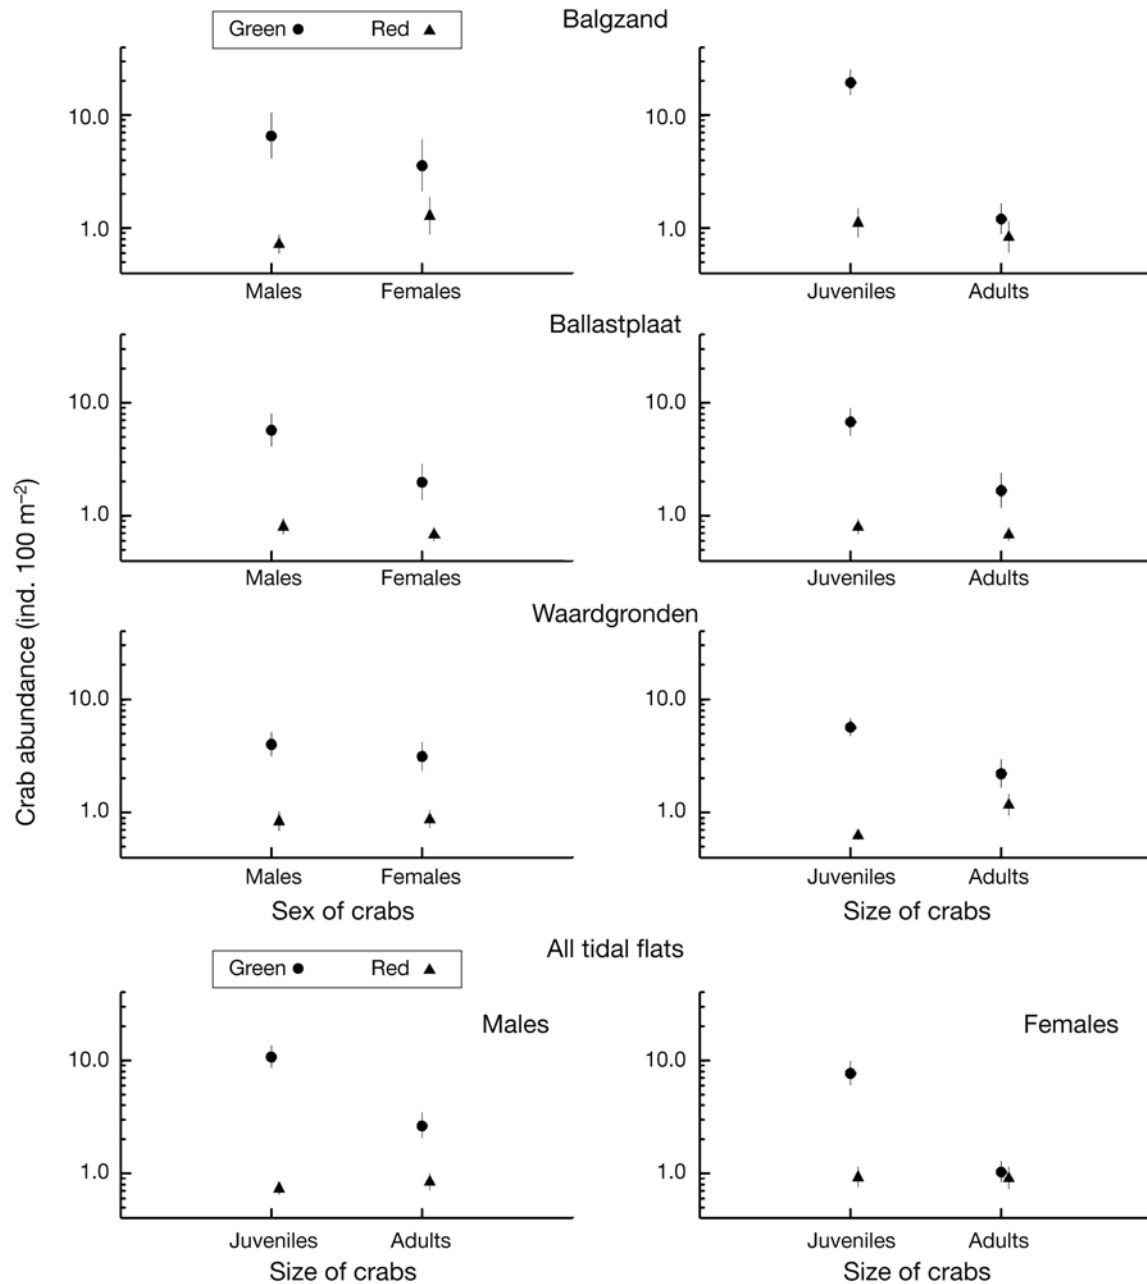 Green Red
Balgzand
10.0
1.0
Males Females
10.0
1.0
Juveniles Adults
Ballastplaat
10.0
1.0
Males Females
10.0
1.0
Juveniles Adults
Crab abundance (ind. 100 m⁻²)
Waardgronden
10.0
1.0
Males Females
Sex of crabs
10.0
1.0
Juveniles Adults
Size of crabs
All tidal flats
Green Red
Males
10.0
1.0
Juveniles Adults
Size of crabs
Females
10.0
1.0
Juveniles Adults
Size of crabs